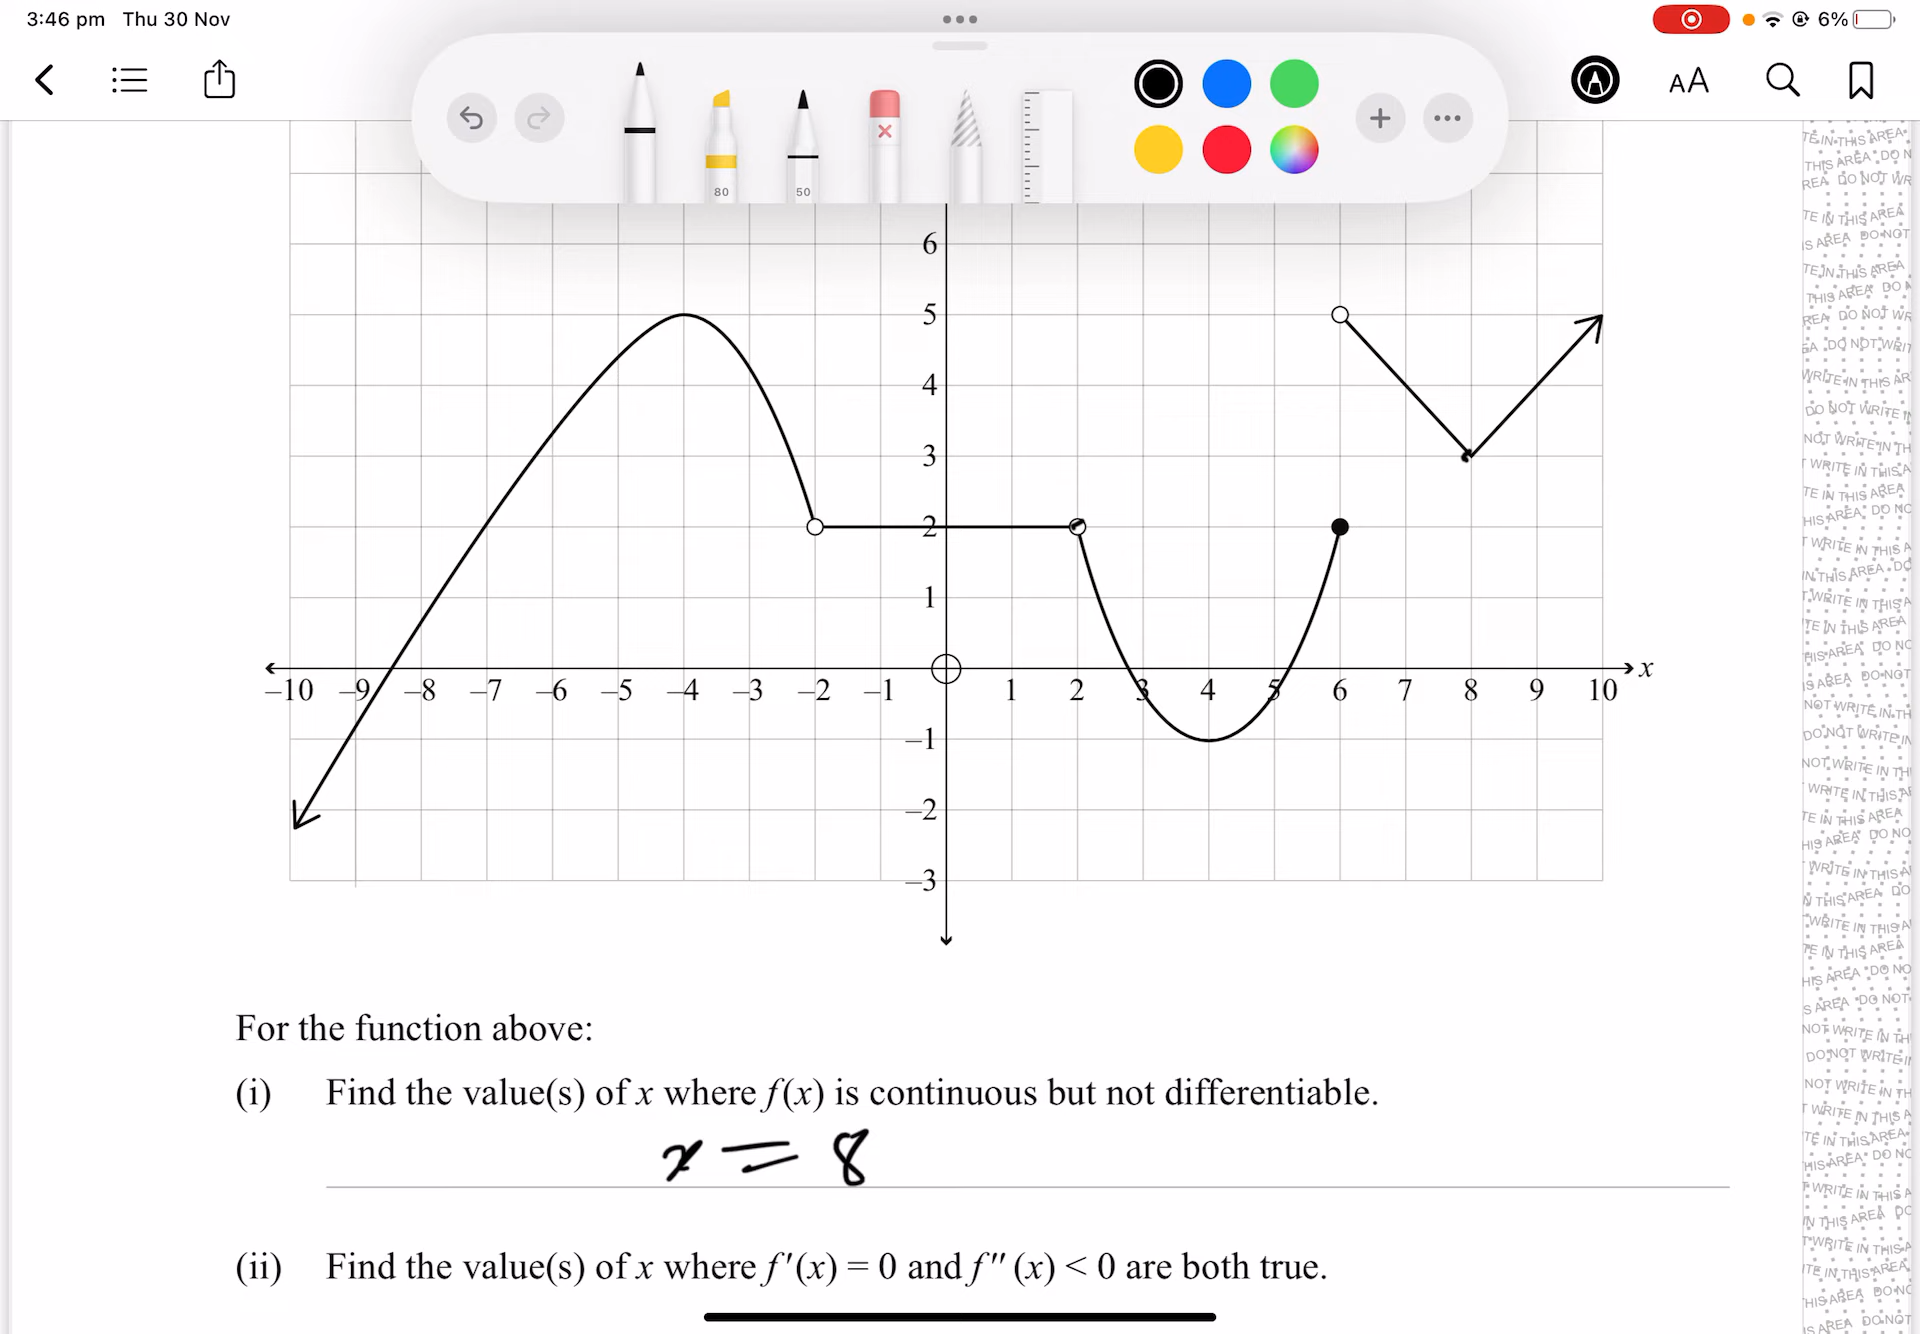 3:46 pm Thu 30 Nov
6%
AA
80 50
6
5
4
3
2
1
−10 −9 −8 −7 −6 −5 −4 −3 −2 −1 1 2 3 4 5 6 7 8 9 10 x
−1
−2
−3
For the function above:
(i) Find the value(s) of x where f(x) is continuous but not differentiable.
x = 8
(ii) Find the value(s) of x where f′(x) = 0 and f″(x) < 0 are both true.